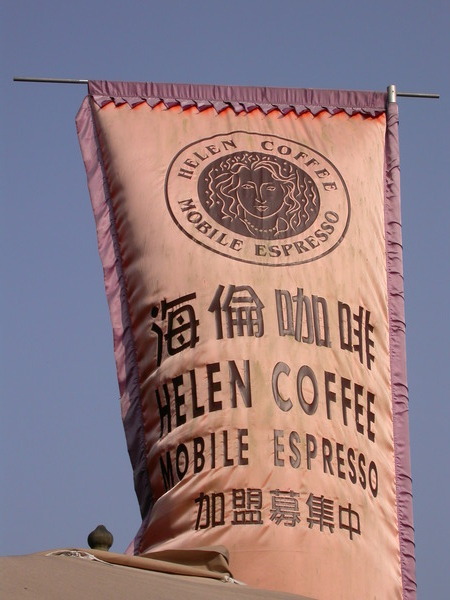 HELEN COFFEE
MOBILE ESPRESSO
海倫咖啡
HELEN COFFEE
MOBILE ESPRESSO
加盟募集中